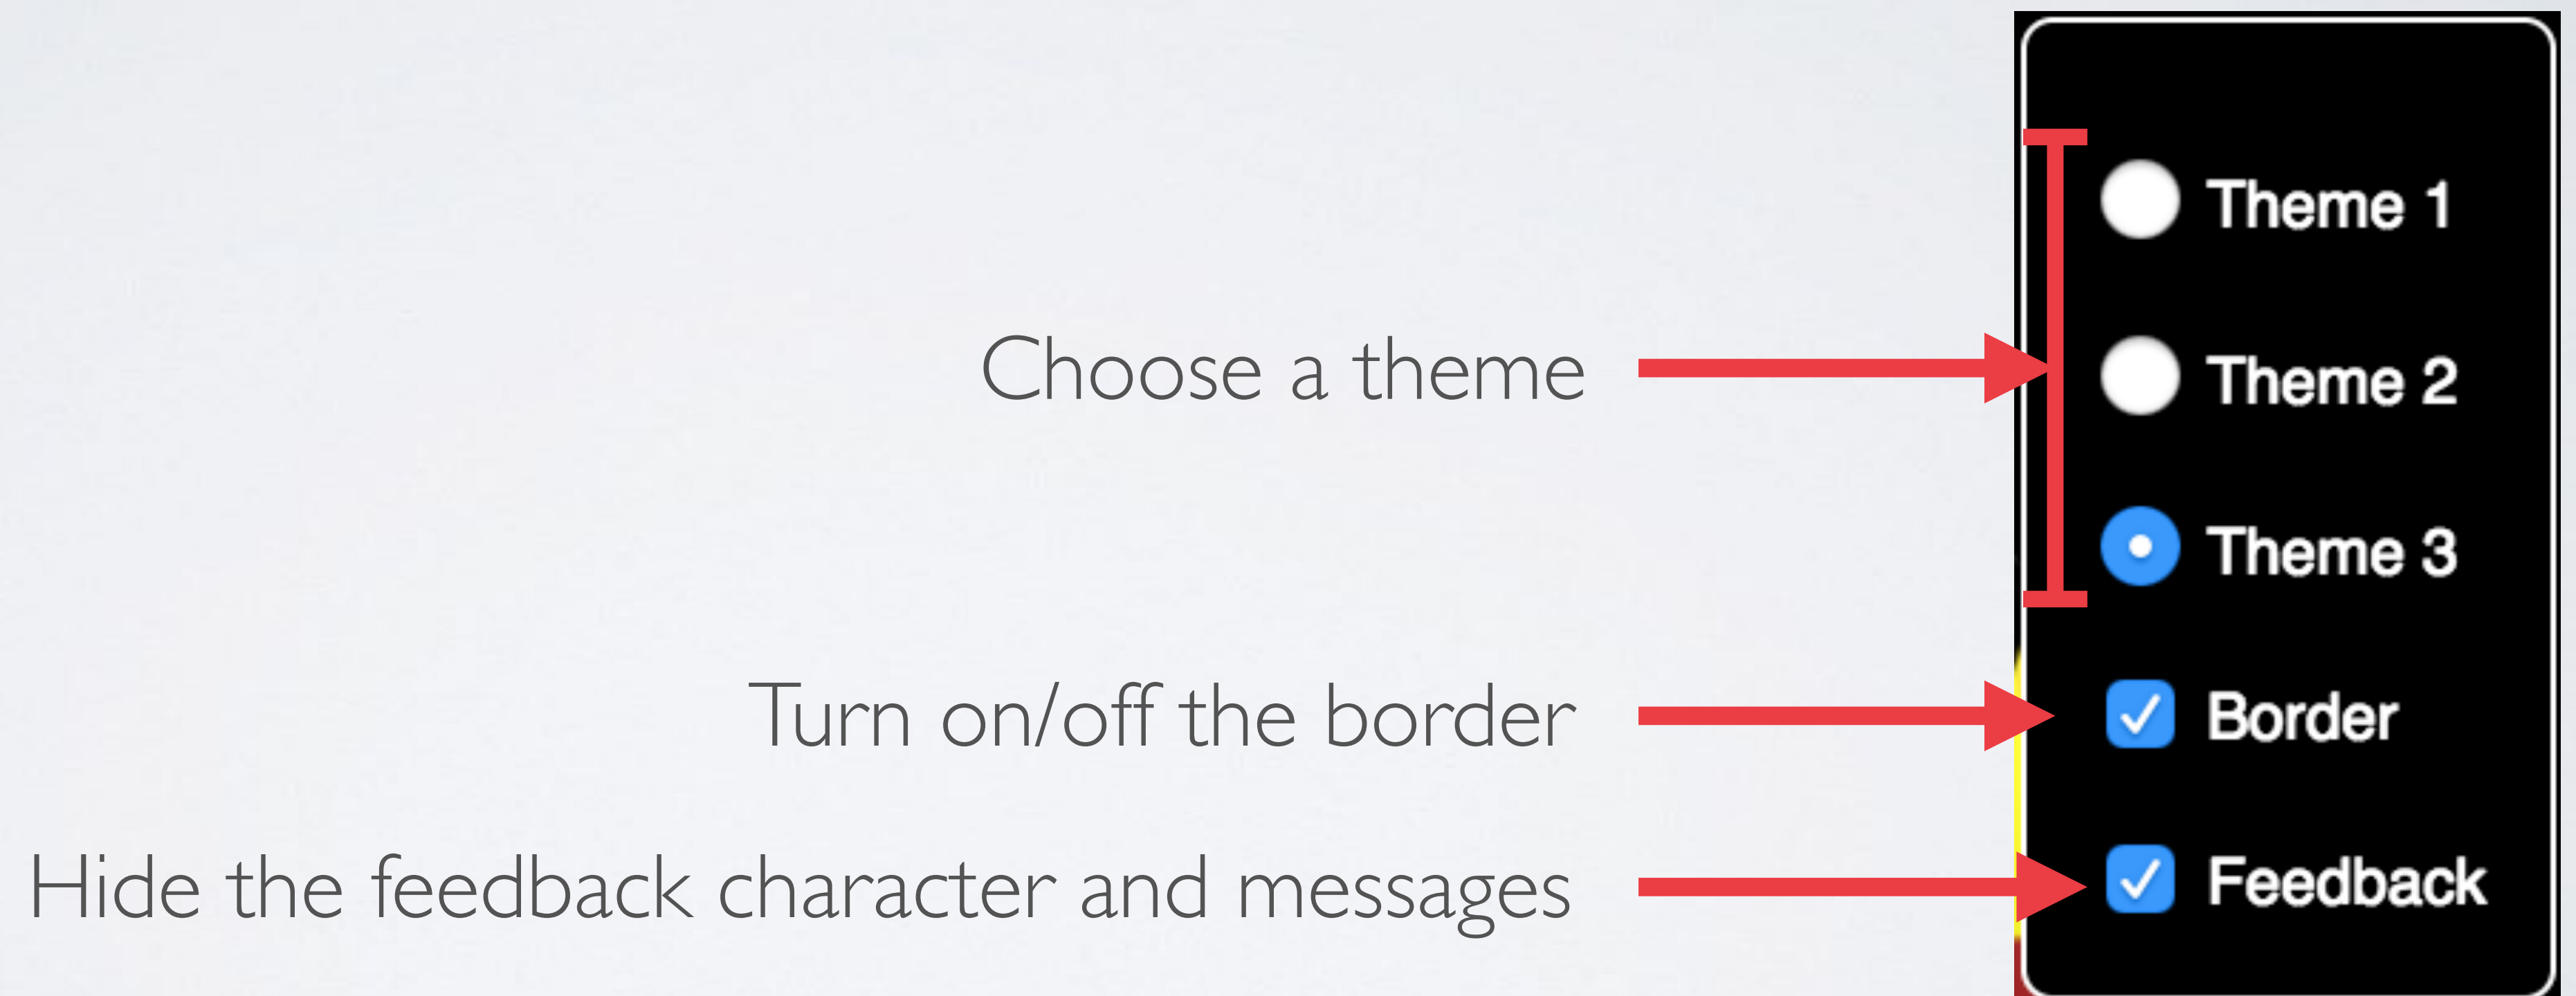 Theme 1
Choose a theme
Theme 2
Theme 3
Turn on/off the border
Border
Hide the feedback character and messages
Feedback